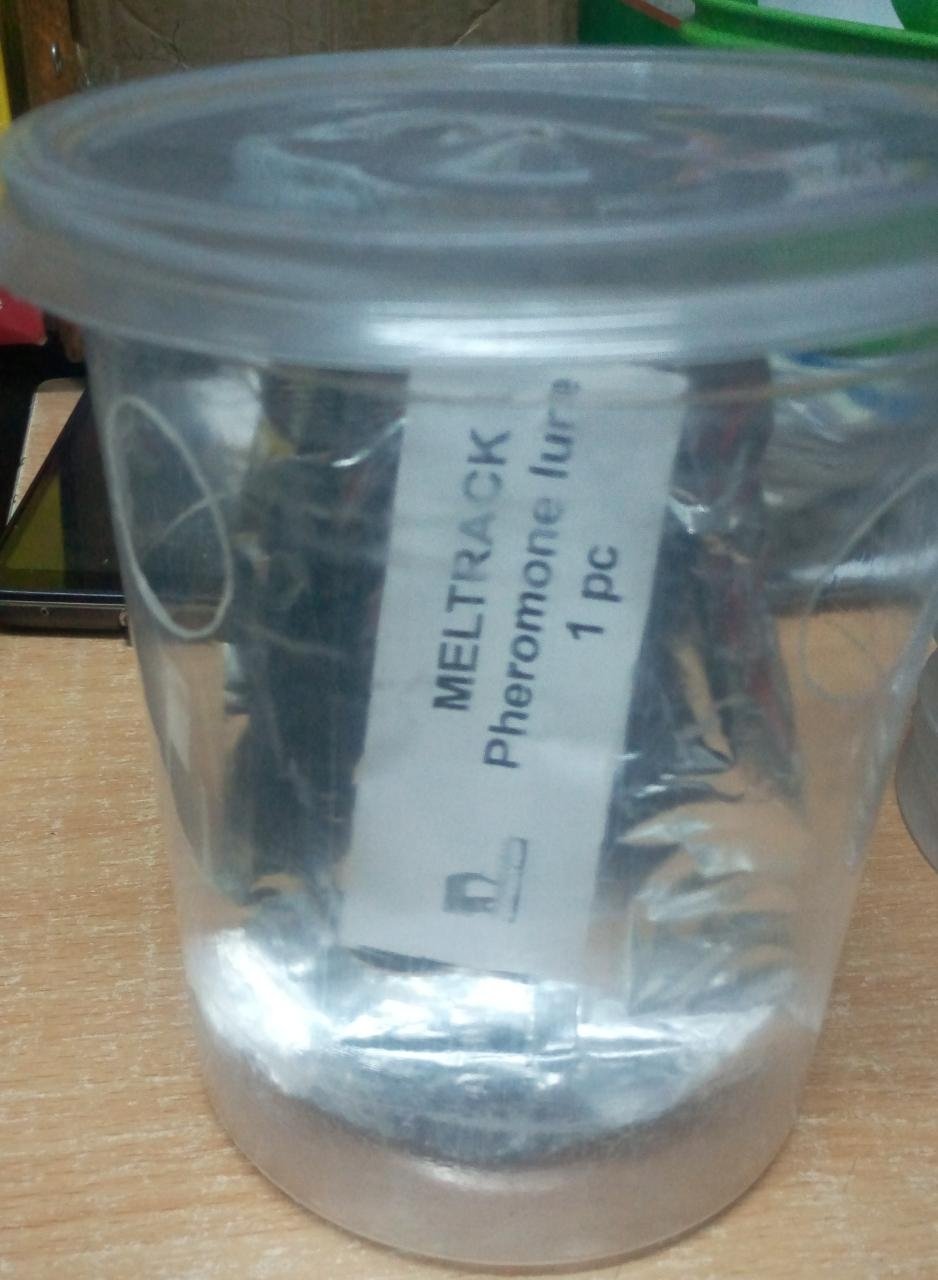 MELTRACK
Pheromone lure
1 pc